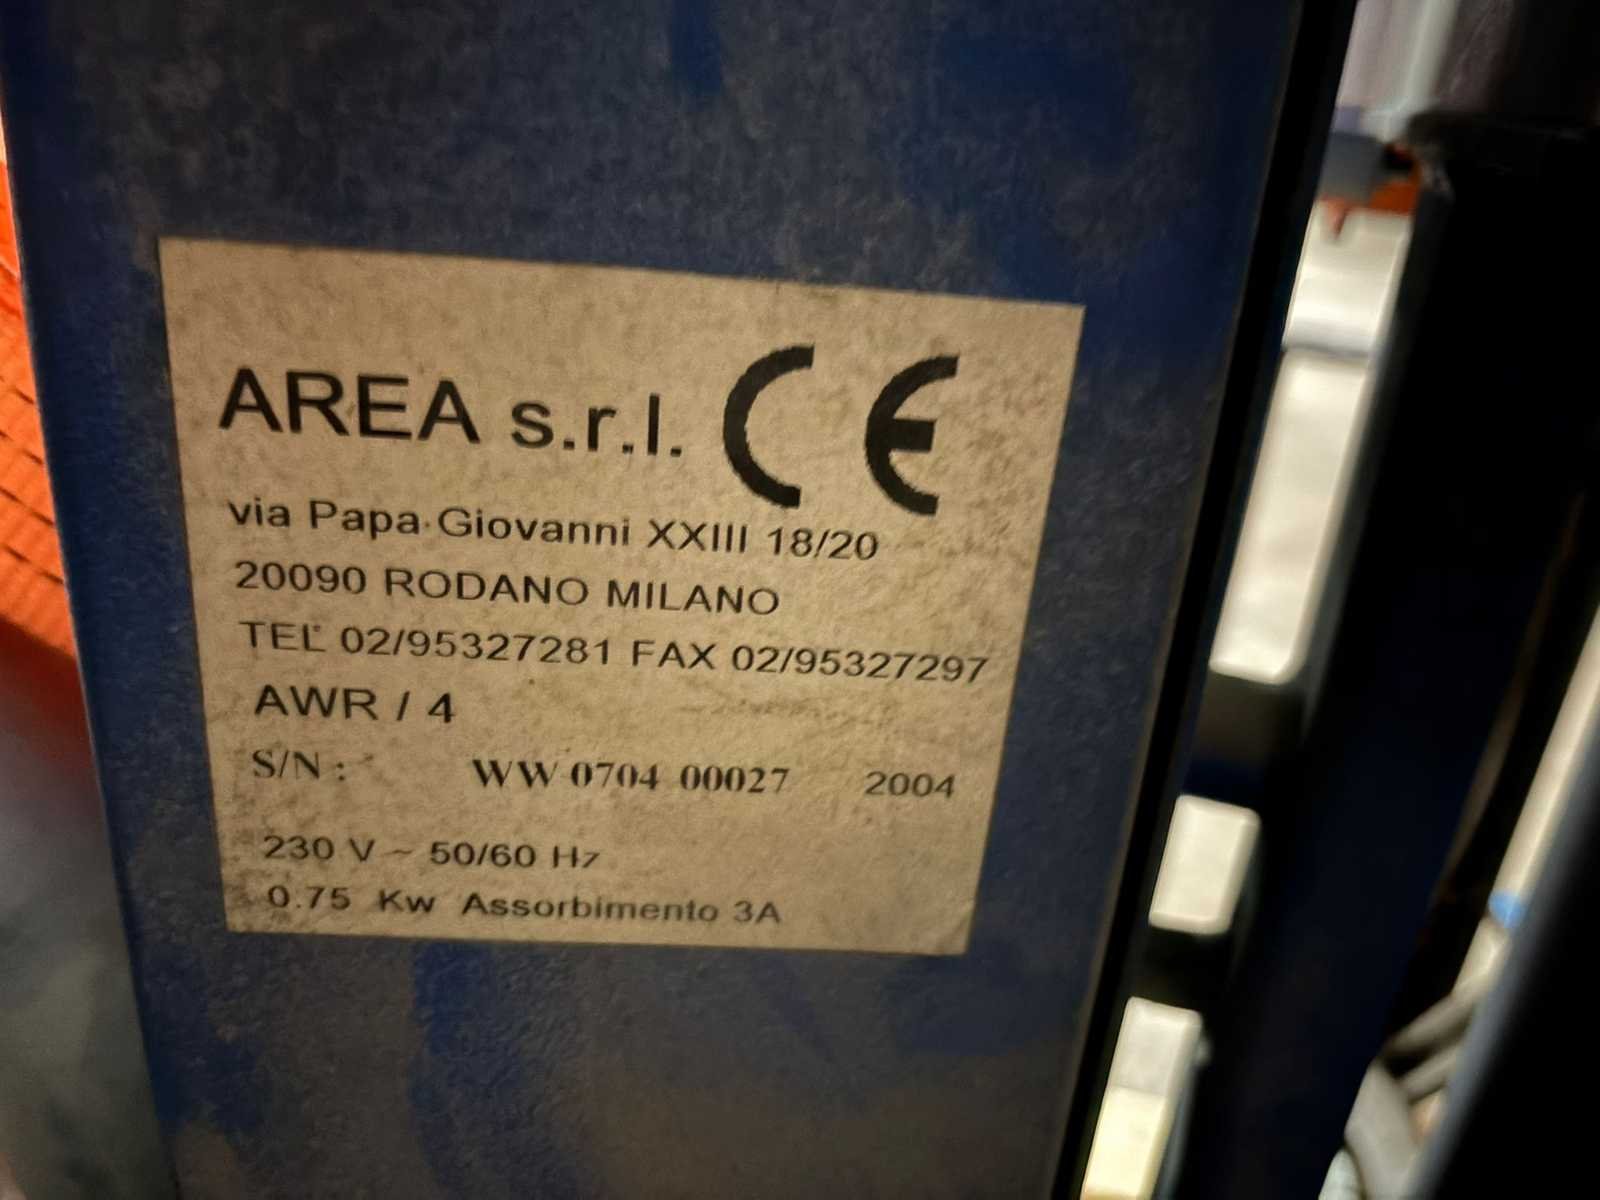 AREA s.r.l. CE
via Papa Giovanni XXIII 18/20
20090 RODANO MILANO
TEL 02/95327281 FAX 02/95327297
AWR / 4
S/N : WW 0704 00027 2004
230 V ~ 50/60 Hz
0.75 Kw Assorbimento 3A